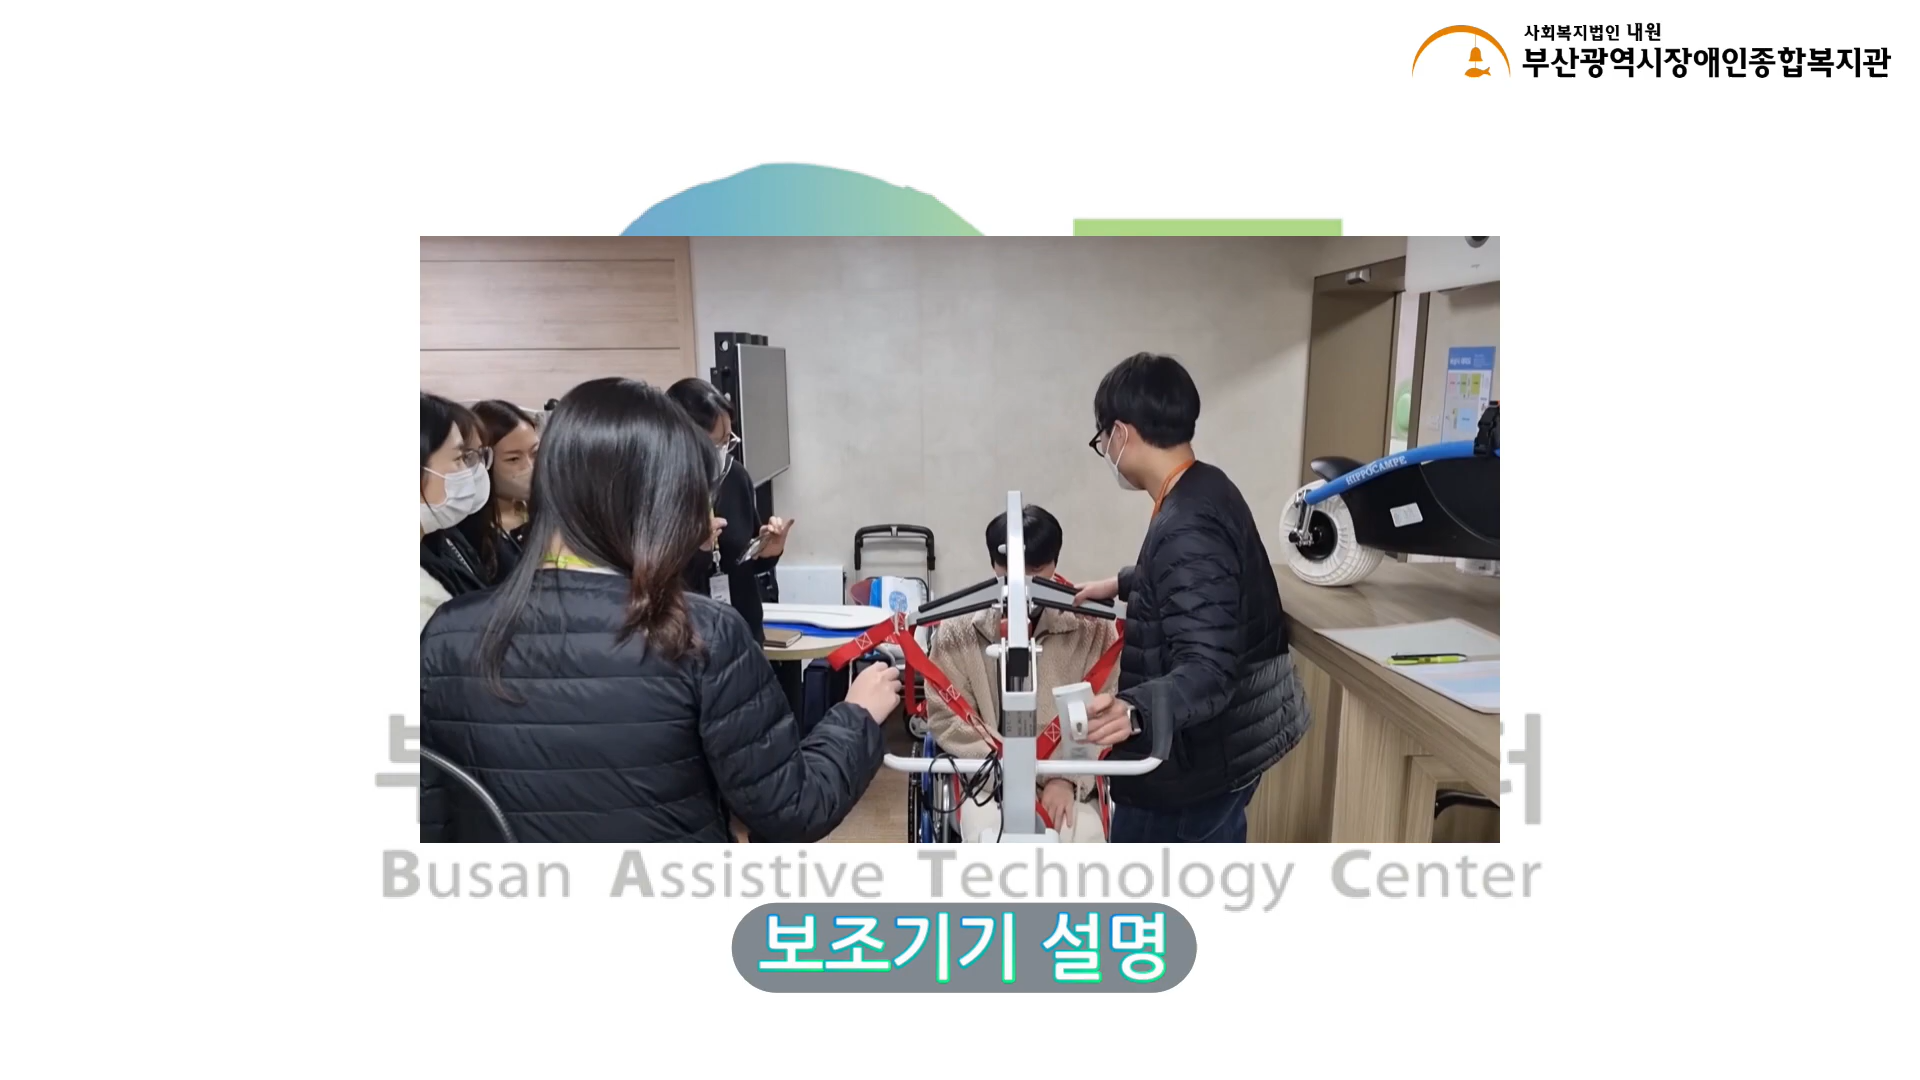 사회복지법인 내원
부산광역시장애인종합복지관
HIPPOCAMPE
Busan Assistive Technology Center
보조기기 설명